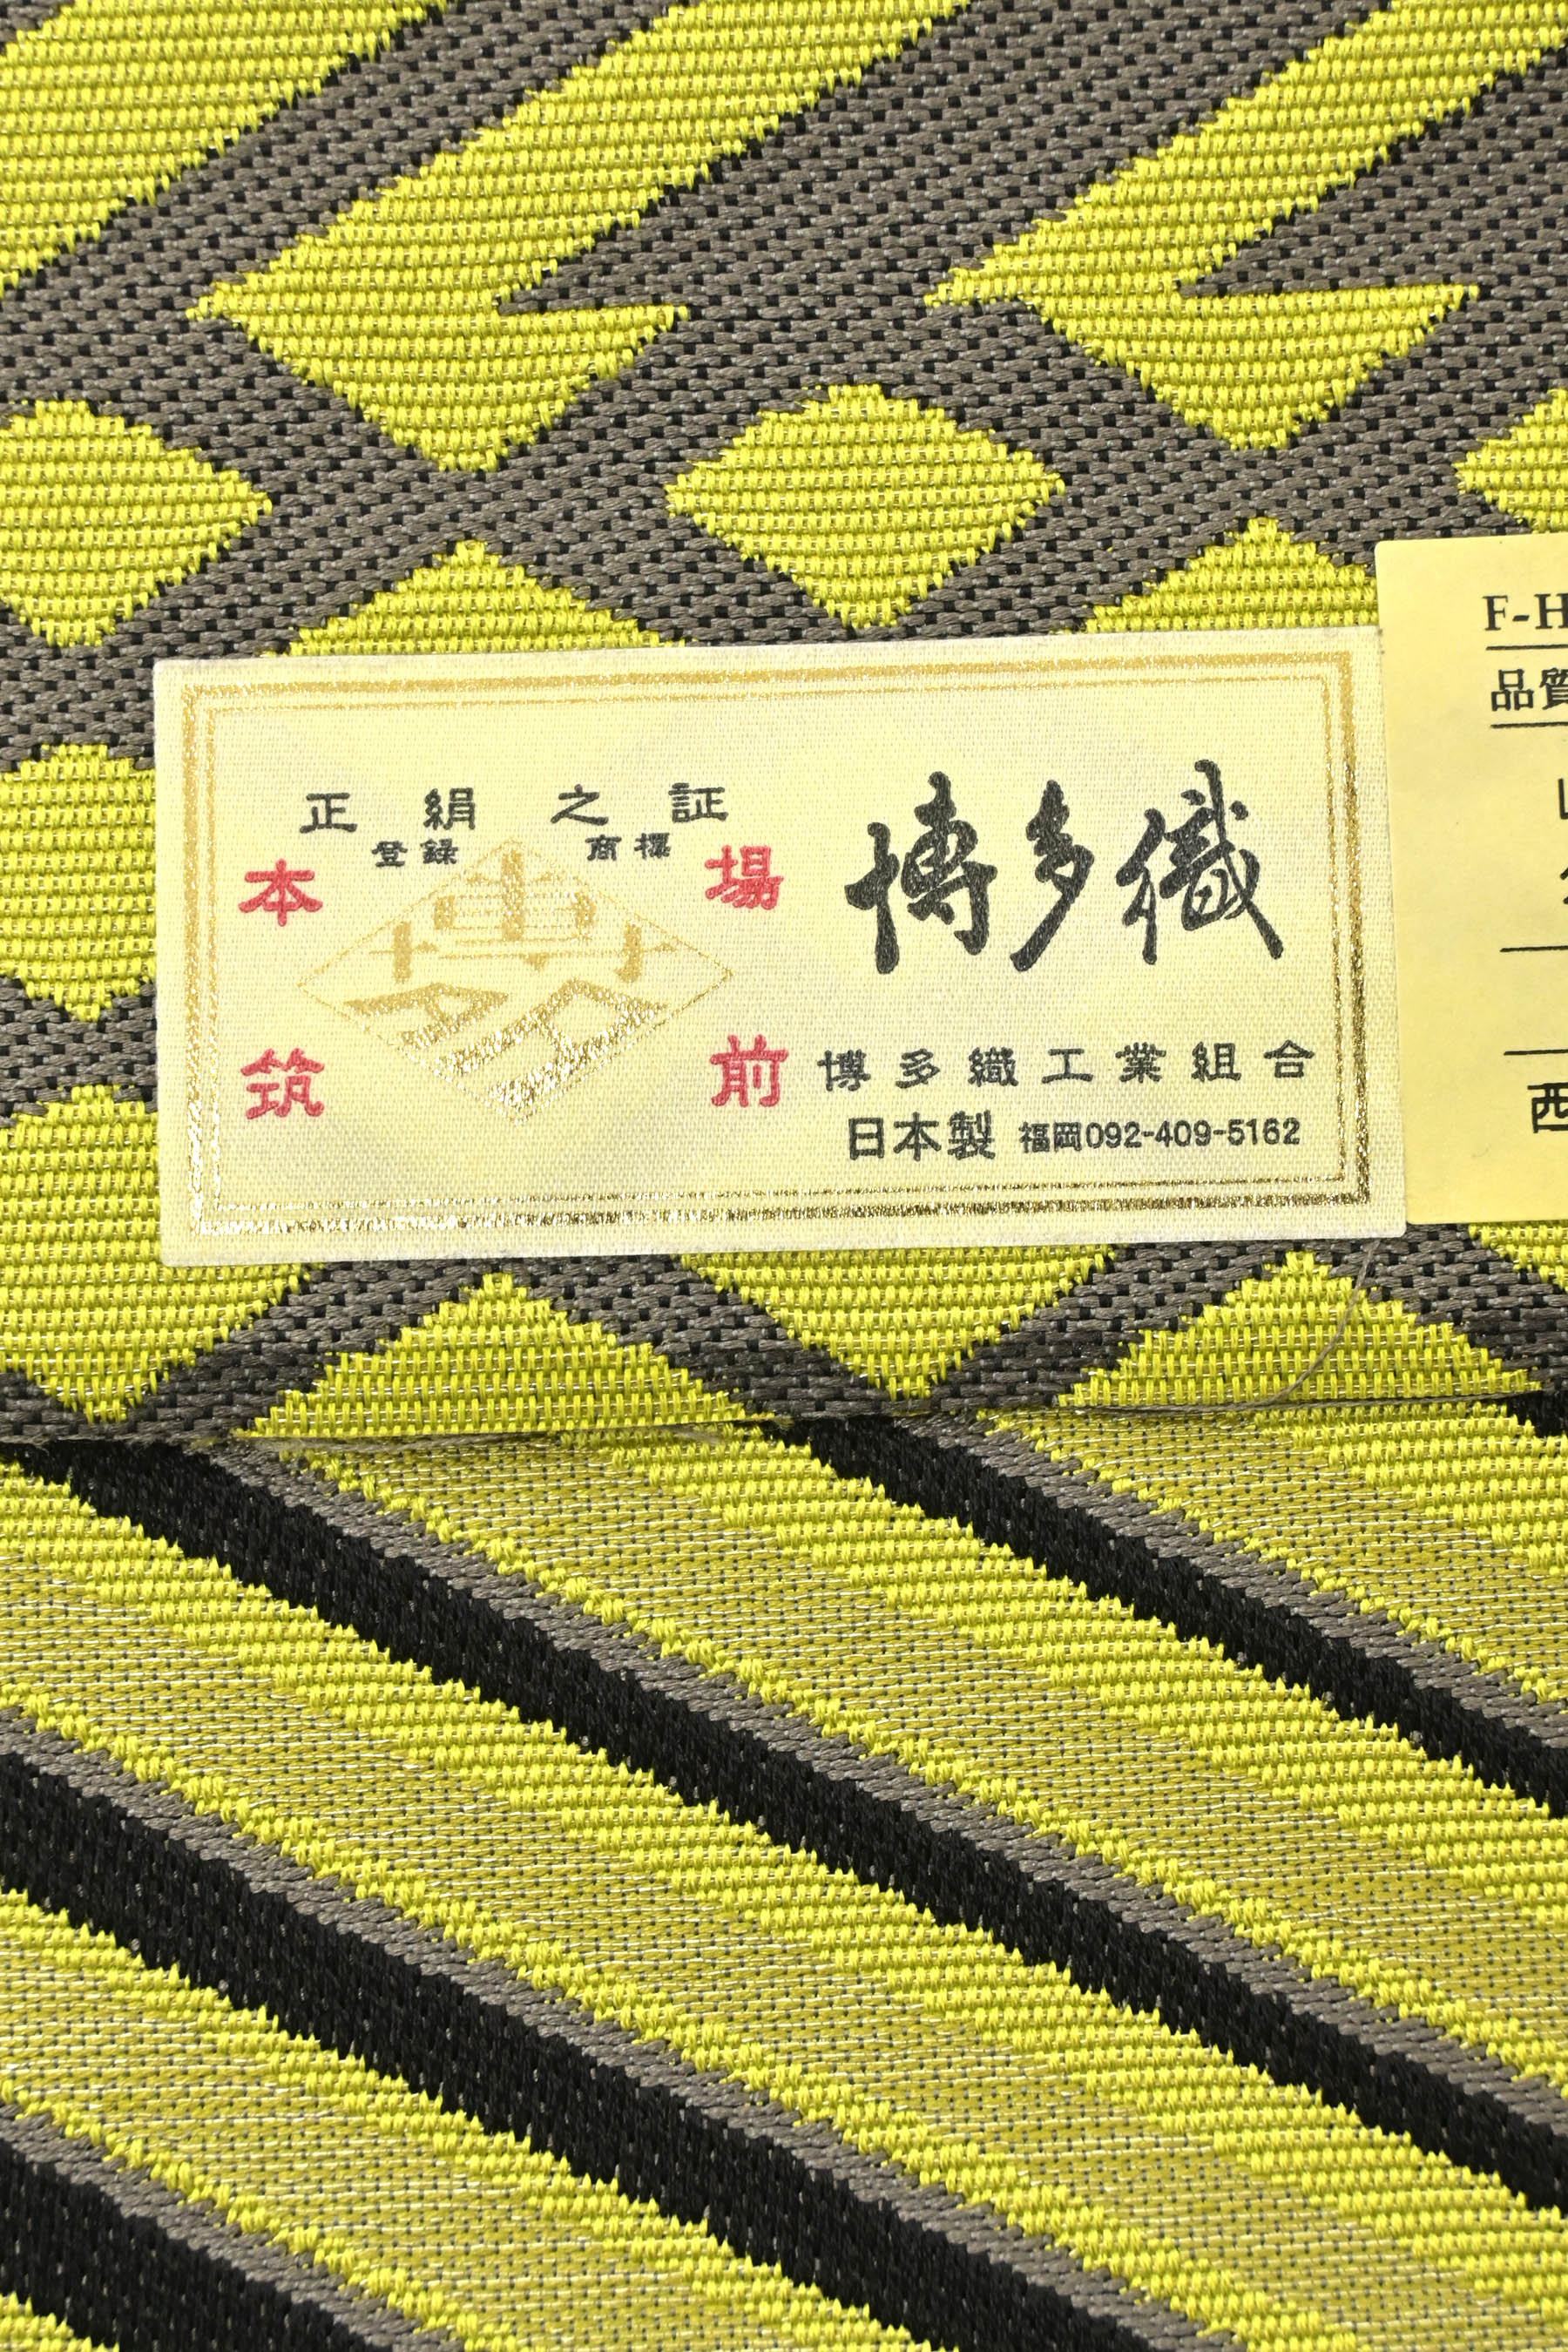 正絹之証
登録 商標
本場
筑前
博多織
博多織工業組合
日本製 福岡092-409-5162
F-H
品質
西